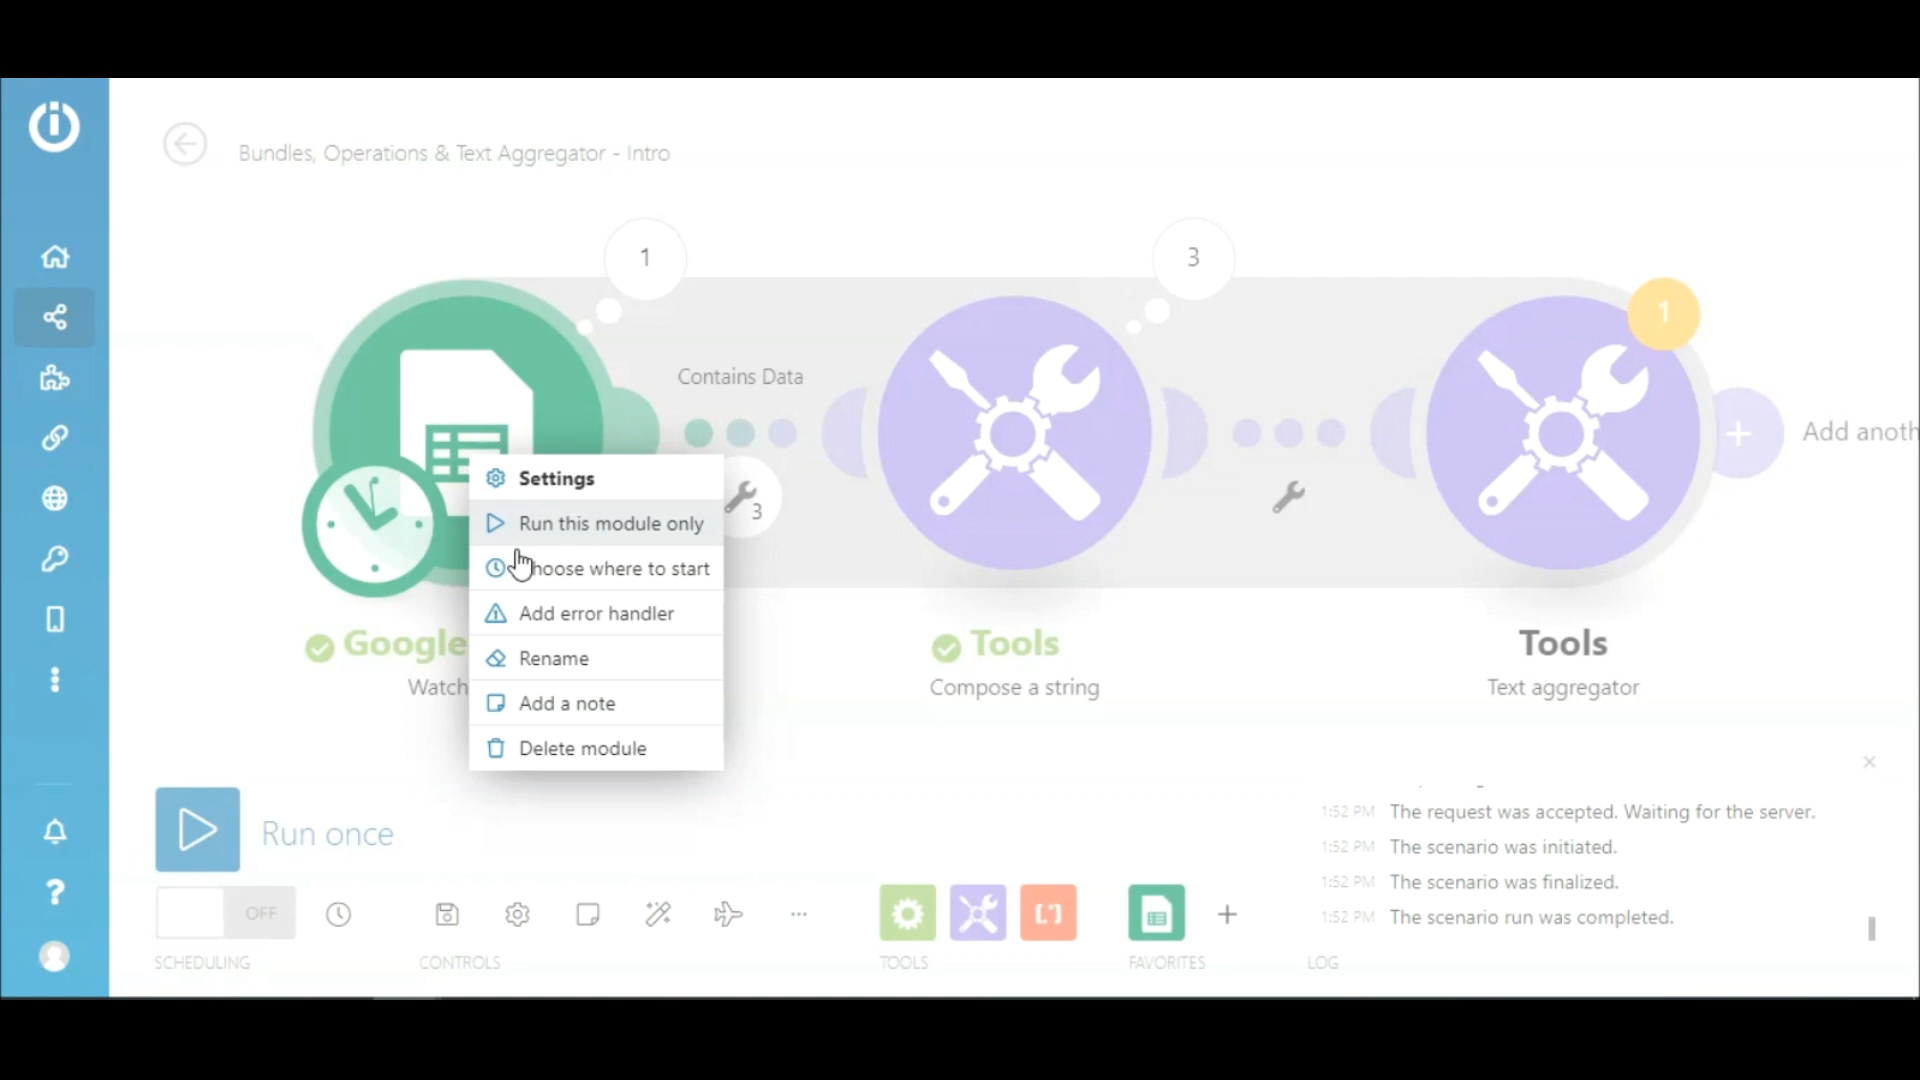 Bundles, Operations & Text Aggregator - Intro
1
3
1
Contains Data
Add anoth
Settings
Run this module only
3
hoose where to start
Add error handler
Rename
Add a note
Delete module
Google
Watch
Tools
Compose a string
Tools
Text aggregator
Run once
OFF
SCHEDULING
CONTROLS
TOOLS
FAVORITES
LOG
1:52 PM The request was accepted. Waiting for the server.
1:52 PM The scenario was initiated.
1:52 PM The scenario was finalized.
1:52 PM The scenario run was completed.